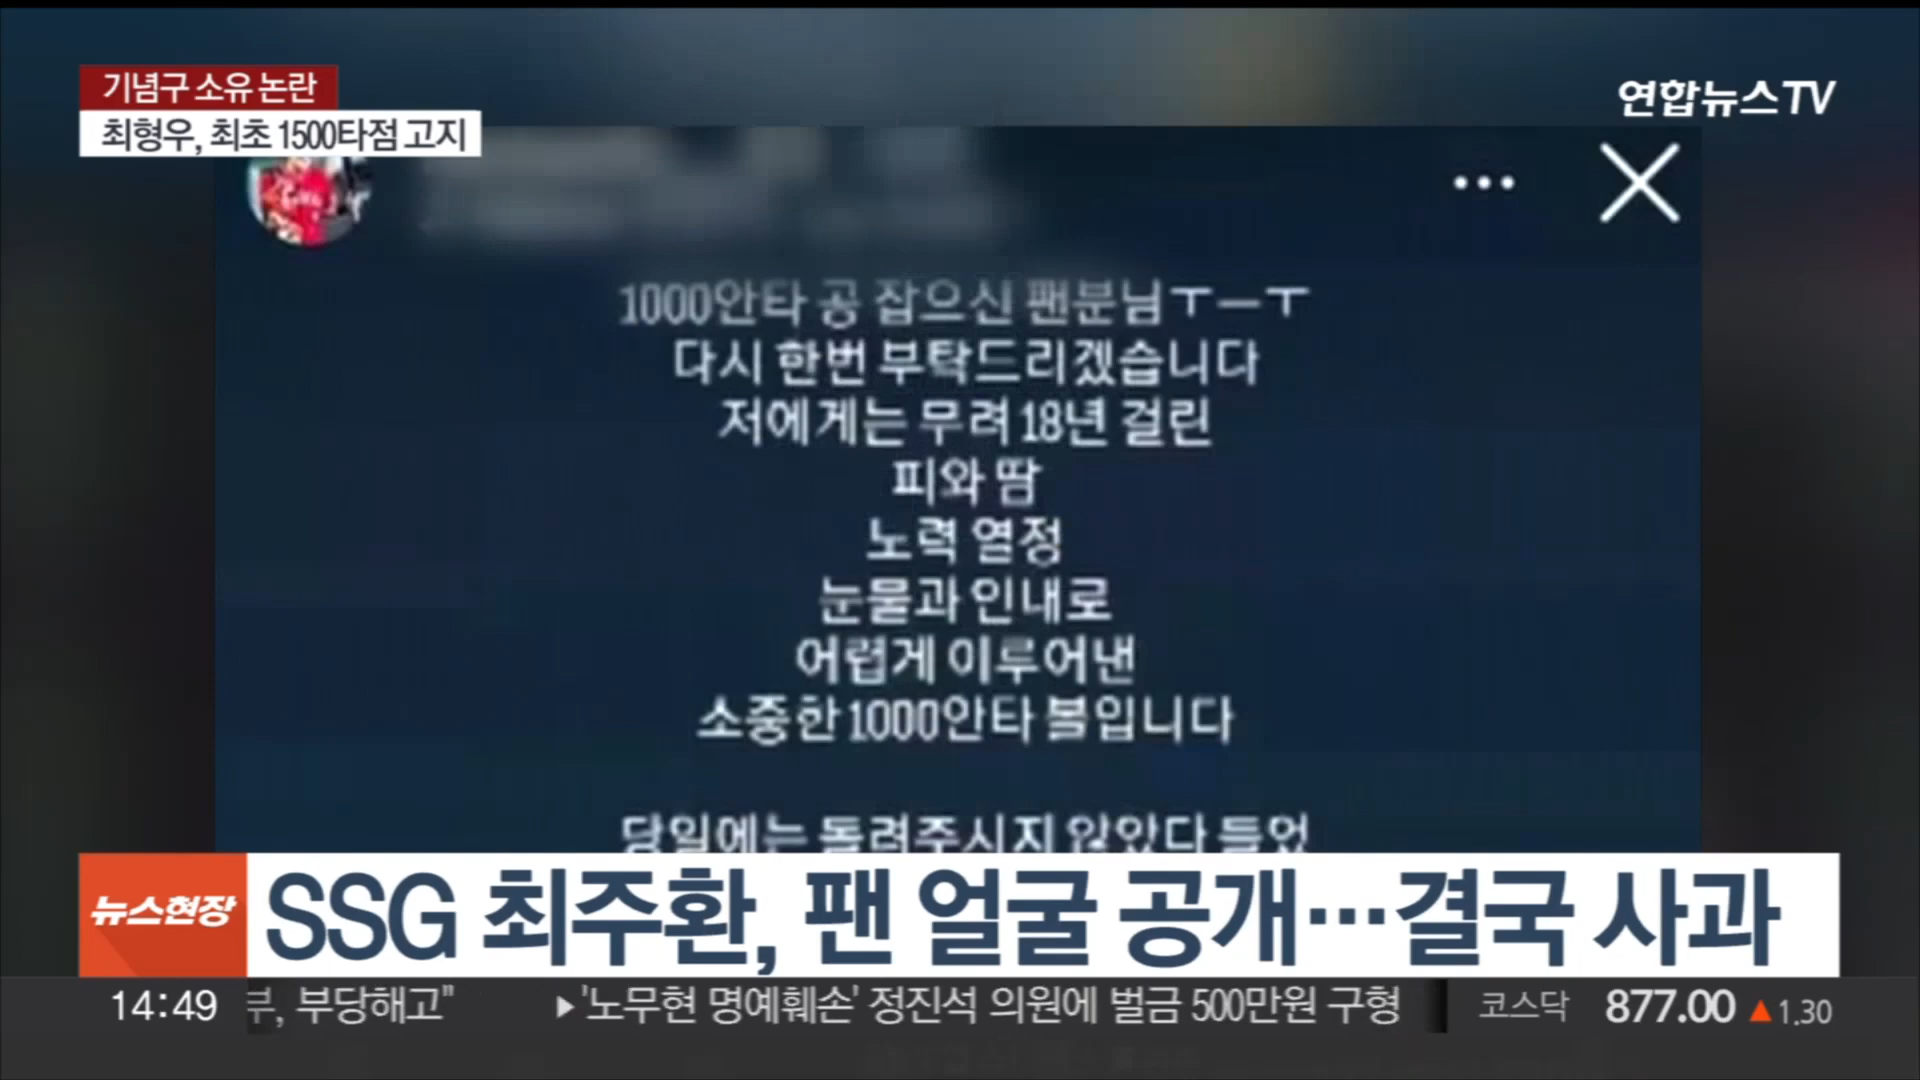 기념구 소유 논란
최형우, 최초 1500타점 고지
연합뉴스TV
1000안타 공 잡으신 팬분님ㅜㅡㅜ
다시 한번 부탁드리겠습니다
저에게는 무려 18년 걸린
피와 땀
노력 열정
눈물과 인내로
어렵게 이루어낸
소중한 1000안타 볼입니다
당일에는 돌려주시지 않았다 들었
뉴스현장
SSG 최주환, 팬 얼굴 공개…결국 사과
14:49 부, 부당해고" ▶'노무현 명예훼손' 정진석 의원에 벌금 500만원 구형 코스닥 877.00 ▲1.30